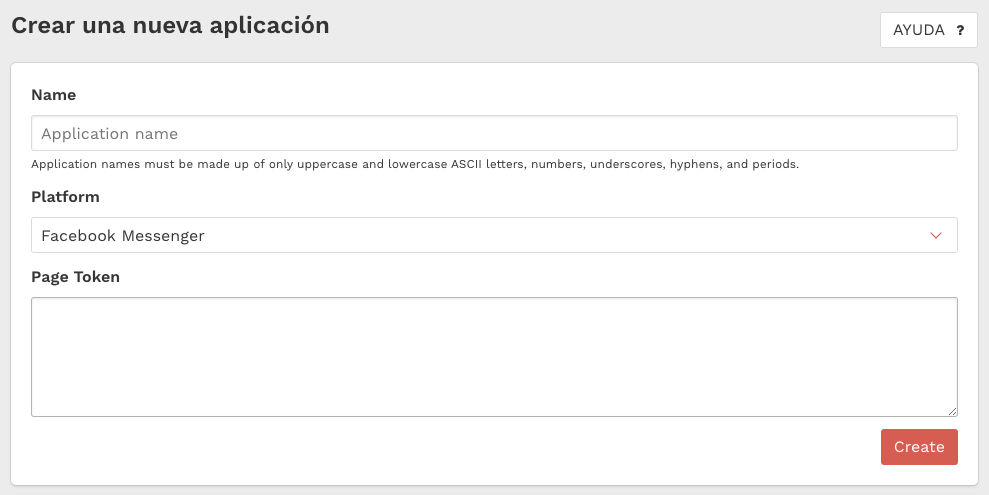 Crear una nueva aplicación
AYUDA ?
Name
Application name
Application names must be made up of only uppercase and lowercase ASCII letters, numbers, underscores, hyphens, and periods.
Platform
Facebook Messenger
Page Token
Create